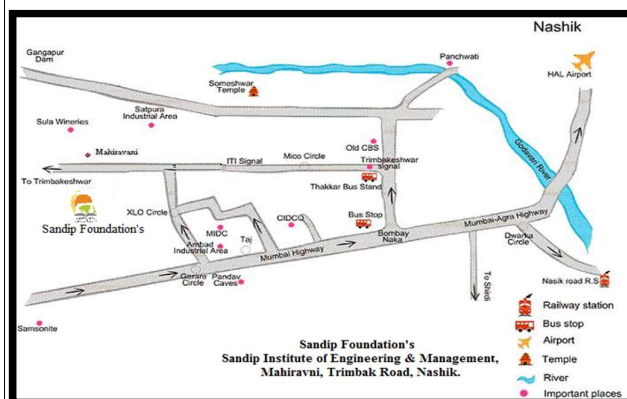 Nashik
Gangapur
Dam
Panchwati
HAL Airport
Someshwar
Temple
Satpura
Industrial Area
Sula Wineries
Old CBS
Mahiravani
ITI Signal
Mico Circle
Trimbakeshwar
signal
Godavari River
To Trimbakeshwar
Thakkar Bus Stand
XLO Circle
Sandip Foundation's
MIDC
CIDCO
Bus Stop
Mumbai-Agra Highway
Ambad
Industrial Area
Taj
Bombay
Naka
Dwarka
Circle
Mumbai Highway
Garare
Circle
Pandav
Caves
To Shirdi
Nasik road R.S
Samsonite
Railway station
Bus stop
Airport
Temple
River
Important places
Sandip Foundation's
Sandip Institute of Engineering & Management,
Mahiravni, Trimbak Road, Nashik.